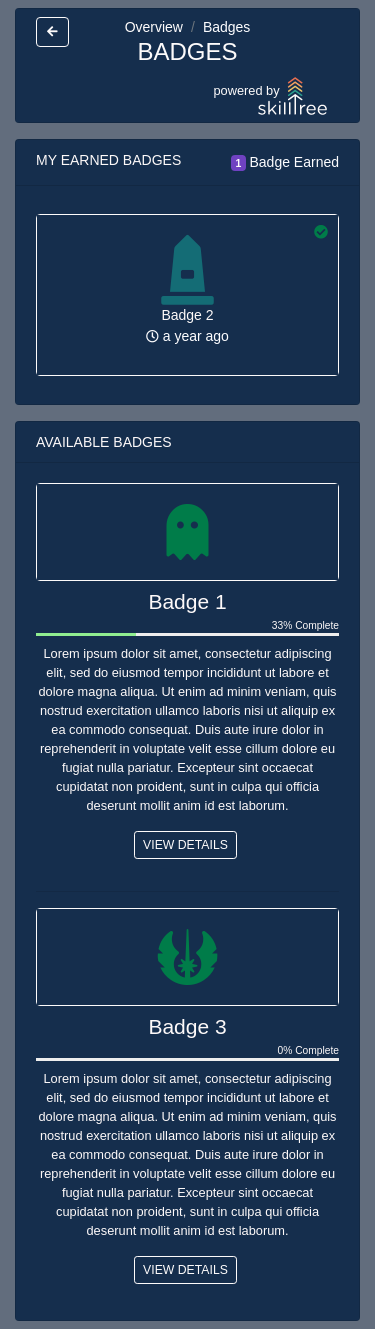 Overview / Badges
BADGES
powered by
skilltree
MY EARNED BADGES
1 Badge Earned
Badge 2
a year ago
AVAILABLE BADGES
Badge 1
33% Complete
Lorem ipsum dolor sit amet, consectetur adipiscing
elit, sed do eiusmod tempor incididunt ut labore et
dolore magna aliqua. Ut enim ad minim veniam, quis
nostrud exercitation ullamco laboris nisi ut aliquip ex
ea commodo consequat. Duis aute irure dolor in
reprehenderit in voluptate velit esse cillum dolore eu
fugiat nulla pariatur. Excepteur sint occaecat
cupidatat non proident, sunt in culpa qui officia
deserunt mollit anim id est laborum.
VIEW DETAILS
Badge 3
0% Complete
Lorem ipsum dolor sit amet, consectetur adipiscing
elit, sed do eiusmod tempor incididunt ut labore et
dolore magna aliqua. Ut enim ad minim veniam, quis
nostrud exercitation ullamco laboris nisi ut aliquip ex
ea commodo consequat. Duis aute irure dolor in
reprehenderit in voluptate velit esse cillum dolore eu
fugiat nulla pariatur. Excepteur sint occaecat
cupidatat non proident, sunt in culpa qui officia
deserunt mollit anim id est laborum.
VIEW DETAILS